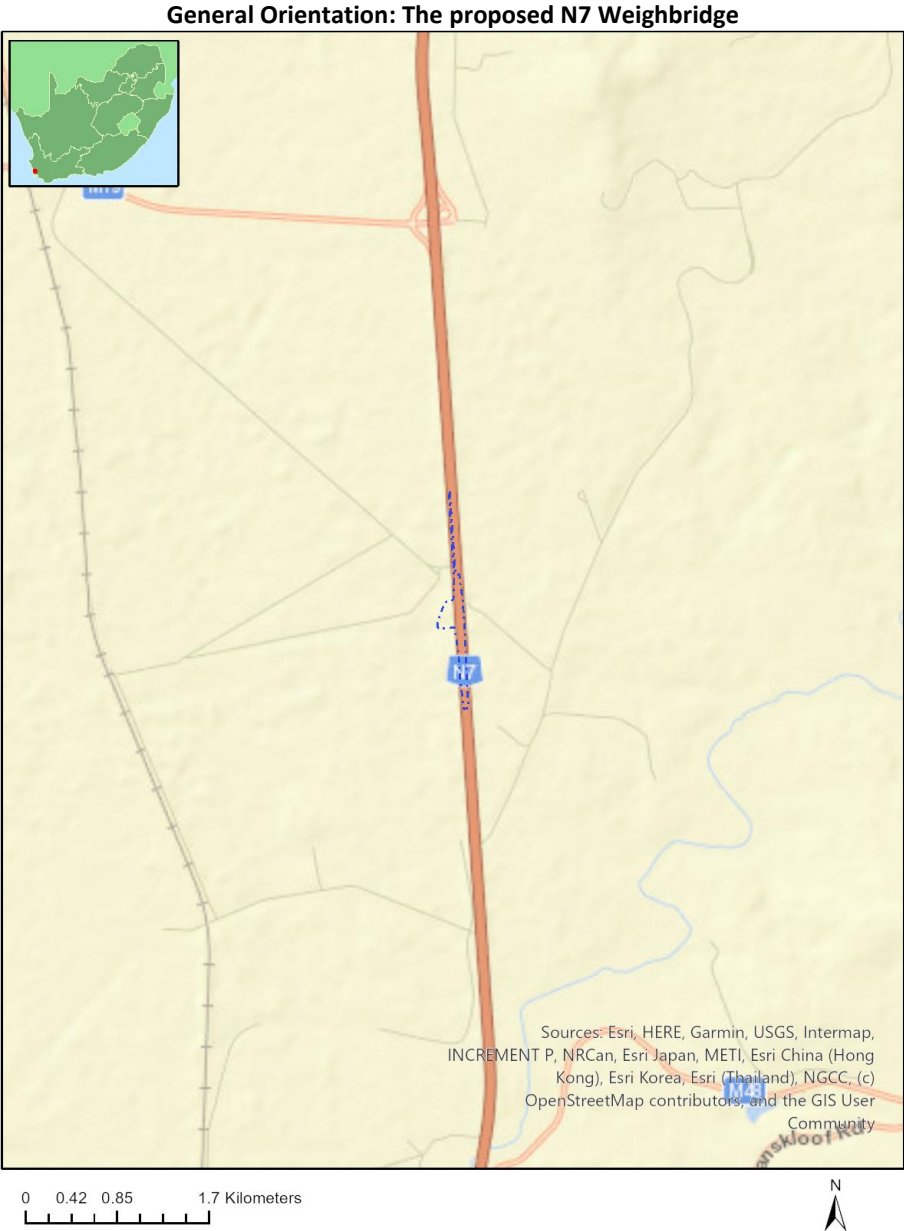 General Orientation: The proposed N7 Weighbridge
N7
Sources: Esri, HERE, Garmin, USGS, Intermap,
INCREMENT P, NRCan, Esri Japan, METI, Esri China (Hong
Kong), Esri Korea, Esri (Thailand), NGCC, (c)
OpenStreetMap contributors, and the GIS User
Community
anskloof Rd
0 0.42 0.85 1.7 Kilometers
N